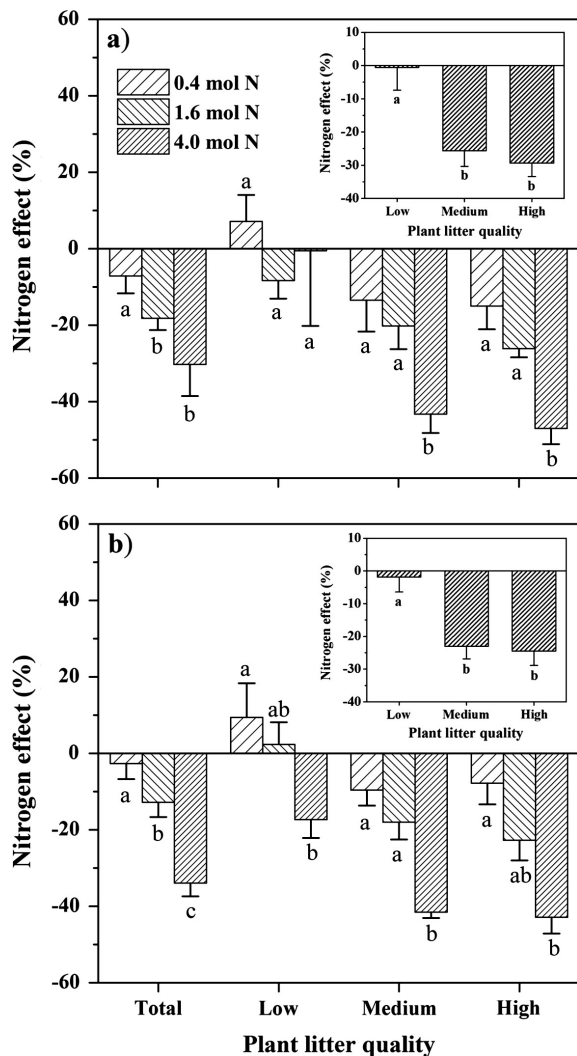 a)
0.4 mol N
1.6 mol N
4.0 mol N
Nitrogen effect (%)
60
40
20
0
-20
-40
-60
a
b
b
a
a
a
a
a
b
a
a
b
Nitrogen effect (%)
10
0
-10
-20
-30
-40
a
b
b
Low Medium High
Plant litter quality
b)
Nitrogen effect (%)
60
40
20
0
-20
-40
-60
a
b
c
a
ab
b
a
a
b
a
ab
b
Nitrogen effect (%)
10
0
-10
-20
-30
-40
a
b
b
Low Medium High
Plant litter quality
Total Low Medium High
Plant litter quality